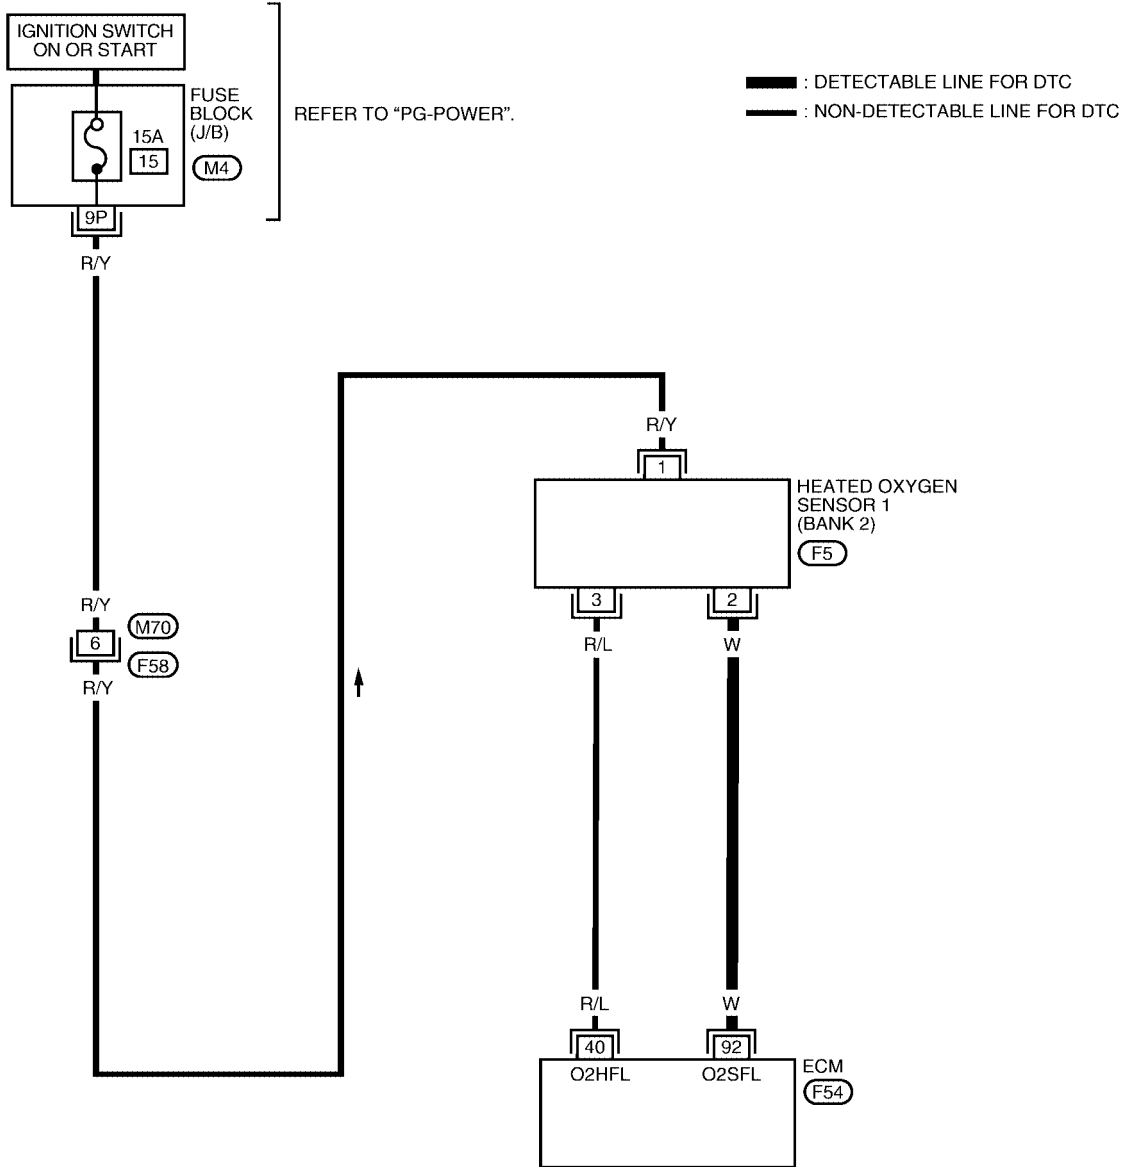 IGNITION SWITCH
ON OR START
FUSE
BLOCK
(J/B)
M4
15A
15
9P
REFER TO “PG-POWER”.
: DETECTABLE LINE FOR DTC
: NON-DETECTABLE LINE FOR DTC
R/Y
R/Y
1
HEATED OXYGEN
SENSOR 1
(BANK 2)
F5
3
2
R/Y
M70
6
F58
R/Y
R/L
W
R/L
W
40
92
O2HFL
O2SFL
ECM
F54